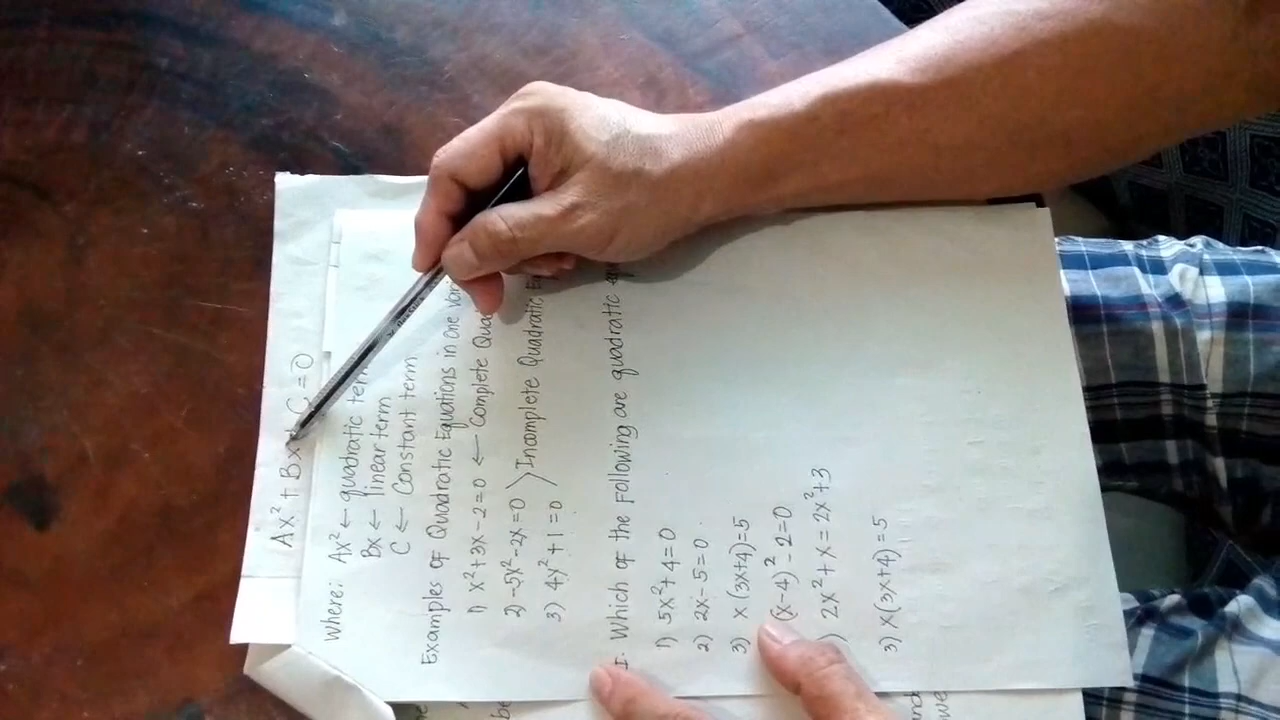 Ax² + Bx + C = 0
Where: Ax² ← quadratic term
Bx ← linear term
C ← Constant term
Examples of Quadratic Equations in One
1) x² + 3x - 2 = 0 ← Complete
2) -5x² - 2x = 0
3) 4y² + 1 = 0 > Incomplete Quadratic
I. Which of the Following are quadratic
1) 5x² + 4 = 0
2) 2x - 5 = 0
3) x (3x+4) = 5
(x-4)² - 2 = 0
) 2x² + x = 2x² + 3
3) x (3x+4) = 5